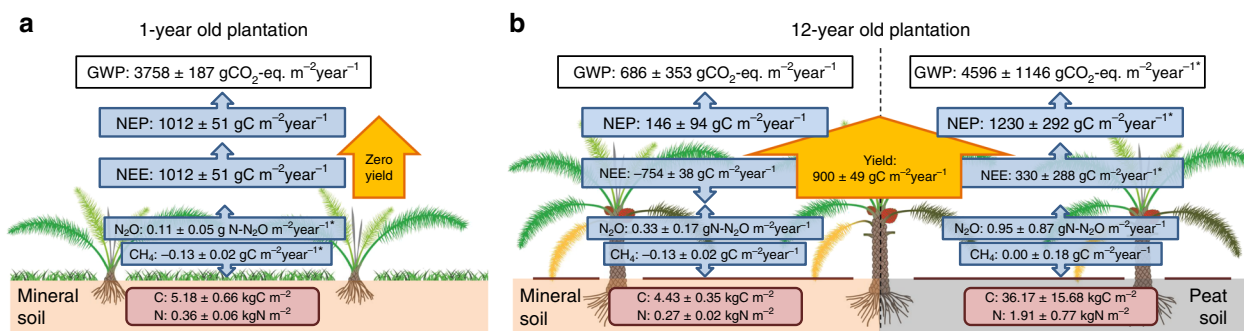 a
1-year old plantation
GWP: 3758 ± 187 gCO₂-eq. m⁻²year⁻¹
NEP: 1012 ± 51 gC m⁻²year⁻¹
NEE: 1012 ± 51 gC m⁻²year⁻¹
Zero
yield
N₂O: 0.11 ± 0.05 g N-N₂O m⁻²year⁻¹*
CH₄: –0.13 ± 0.02 gC m⁻²year⁻¹*
Mineral
soil
C: 5.18 ± 0.66 kgC m⁻²
N: 0.36 ± 0.06 kgN m⁻²
b
12-year old plantation
GWP: 686 ± 353 gCO₂-eq. m⁻²year⁻¹
NEP: 146 ± 94 gC m⁻²year⁻¹
NEE: –754 ± 38 gC m⁻²year⁻¹
Yield:
900 ± 49 gC m⁻²year⁻¹
N₂O: 0.33 ± 0.17 gN-N₂O m⁻²year⁻¹
CH₄: –0.13 ± 0.02 gC m⁻²year⁻¹
Mineral
soil
C: 4.43 ± 0.35 kgC m⁻²
N: 0.27 ± 0.02 kgN m⁻²
GWP: 4596 ± 1146 gCO₂-eq. m⁻²year⁻¹*
NEP: 1230 ± 292 gC m⁻²year⁻¹*
NEE: 330 ± 288 gC m⁻²year⁻¹*
N₂O: 0.95 ± 0.87 gN-N₂O m⁻²year⁻¹
CH₄: 0.00 ± 0.18 gC m⁻²year⁻¹
C: 36.17 ± 15.68 kgC m⁻²
N: 1.91 ± 0.77 kgN m⁻²
Peat
soil